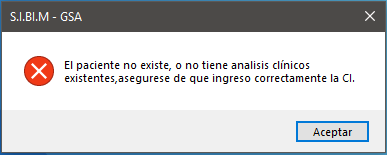 S.I.BI.M - GSA
El paciente no existe, o no tiene analisis clínicos
existentes,asegurese de que ingreso correctamente la CI.
Aceptar